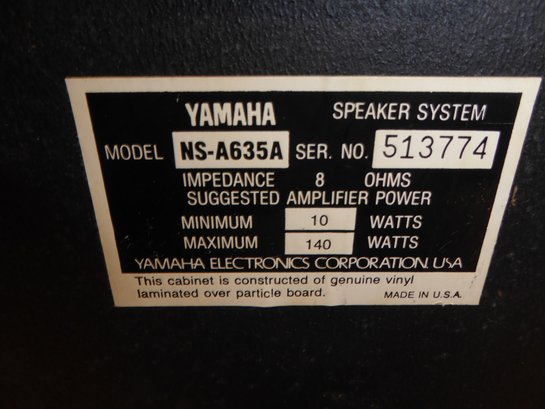 YAMAHA SPEAKER SYSTEM
MODEL NS-A635A SER. NO. 513774
IMPEDANCE 8 OHMS
SUGGESTED AMPLIFIER POWER
MINIMUM 10 WATTS
MAXIMUM 140 WATTS
YAMAHA ELECTRONICS CORPORATION, USA
This cabinet is constructed of genuine vinyl
laminated over particle board. MADE IN U.S.A.